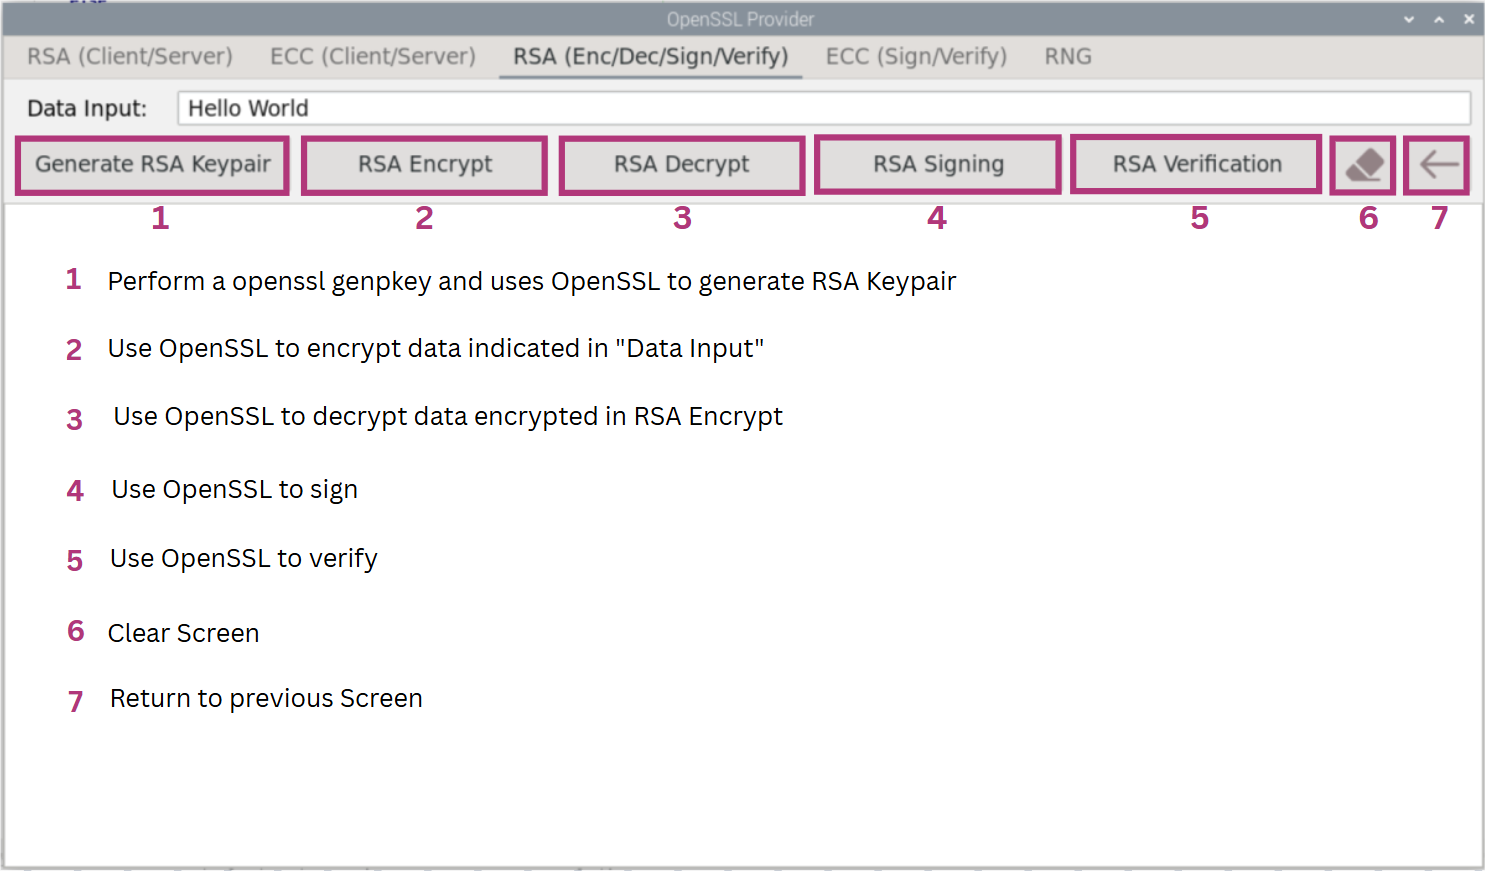 OpenSSL Provider
RSA (Client/Server) ECC (Client/Server) RSA (Enc/Dec/Sign/Verify) ECC (Sign/Verify) RNG
Data Input: Hello World
Generate RSA Keypair RSA Encrypt RSA Decrypt RSA Signing RSA Verification
1 2 3 4 5 6 7
1 Perform a openssl genpkey and uses OpenSSL to generate RSA Keypair
2 Use OpenSSL to encrypt data indicated in "Data Input"
3 Use OpenSSL to decrypt data encrypted in RSA Encrypt
4 Use OpenSSL to sign
5 Use OpenSSL to verify
6 Clear Screen
7 Return to previous Screen